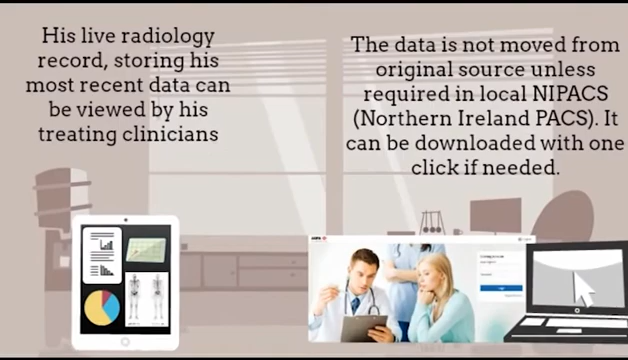 His live radiology
record, storing his
most recent data can
be viewed by his
treating clinicians
The data is not moved from
original source unless
required in local NIPACS
(Northern Ireland PACS). It
can be downloaded with one
click if needed.